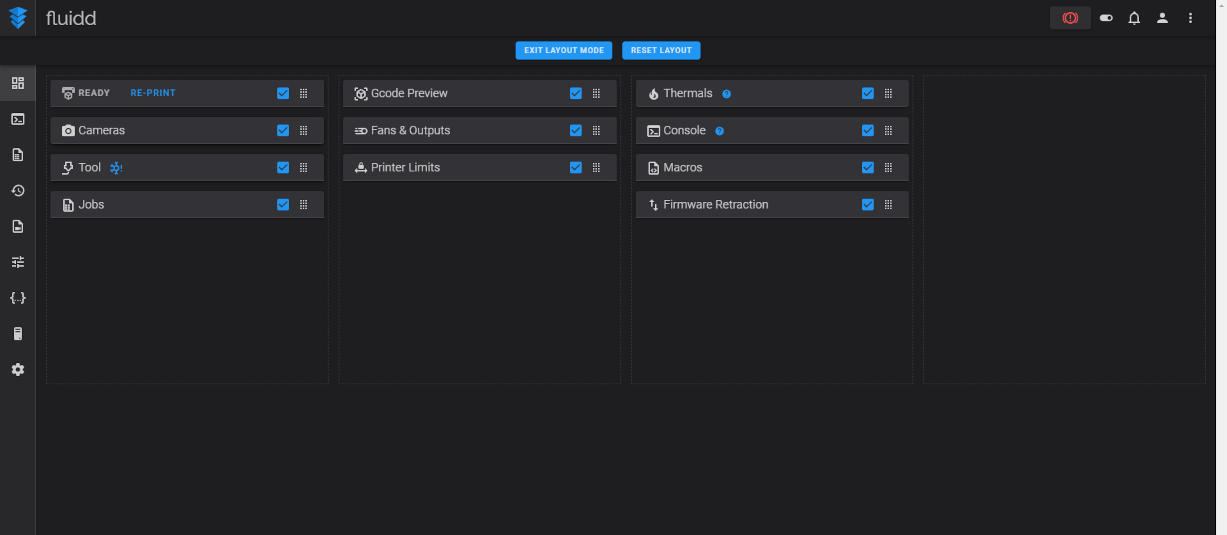 fluidd
EXIT LAYOUT MODE RESET LAYOUT
READY RE-PRINT
Cameras
Tool
Jobs
Gcode Preview
Fans & Outputs
Printer Limits
Thermals
Console
Macros
Firmware Retraction